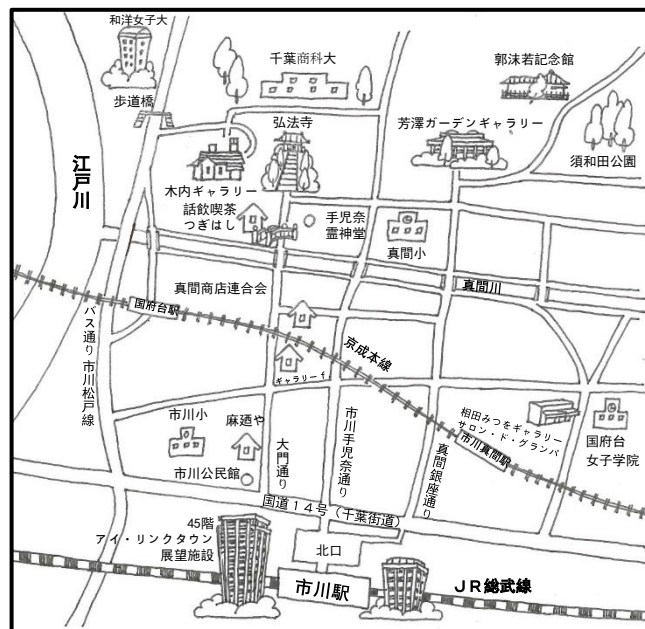 和洋女子大
歩道橋
千葉商科大
郭沫若記念館
弘法寺
芳澤ガーデンギャラリー
須和田公園
江戸川
木内ギャラリー
話飲喫茶
つぎはし
手児奈
霊神堂
真間小
真間川
真間商店連合会
国府台駅
バス通り 市川松戸線
京成本線
ギャラリーf.
市川小
麻廼や
市川公民館
大門通り
市川手児奈通り
真間銀座通り
相田みつをギャラリー
サロン・ド・グランパ
市川真間駅
国府台
女子学院
国道14号(千葉街道)
45階
アイ・リンクタウン
展望施設
北口
市川駅
JR総武線